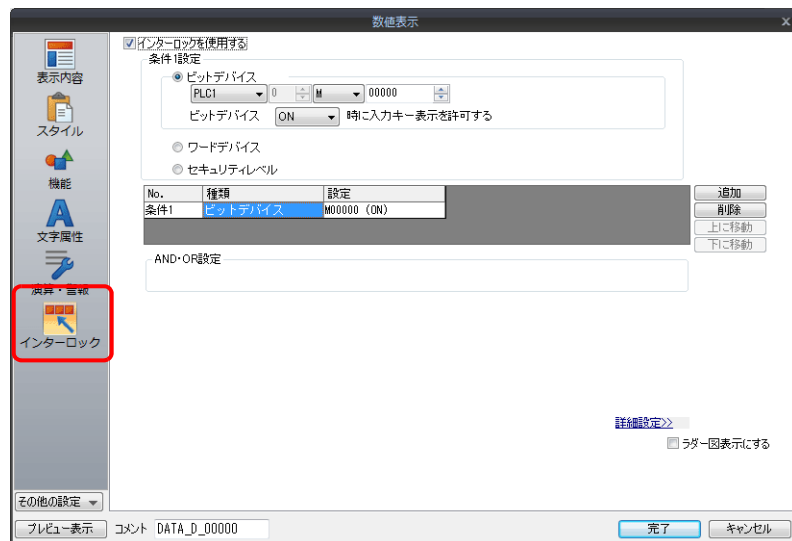 数値表示
表示内容
スタイル
機能
文字属性
演算・警報
インターロック
その他の設定
インターロックを使用する
条件1設定
ビットデバイス
PLC1 0 M 00000
ビットデバイス ON 時に入力キー表示を許可する
ワードデバイス
セキュリティレベル
No. 種類 設定
条件1 ビットデバイス M00000 (ON)
追加
削除
上に移動
下に移動
AND・OR設定
詳細設定>>
ラダー図表示にする
プレビュー表示 コメント DATA_D_00000 完了 キャンセル